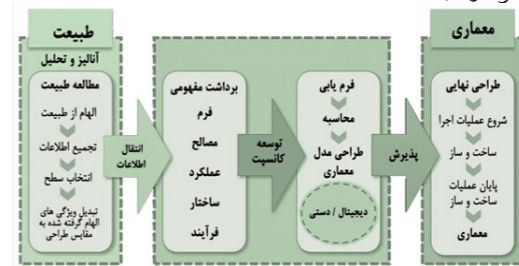 طبیعت
آنالیز و تحلیل
مطالعه طبیعت
الهام از طبیعت
تجمیع اطلاعات
انتخاب سطح
تبدیل ویژگی های
الهام گرفته شده به
مقایس طراحی
انتقال
اطلاعات
برداشت مفهومی
فرم
مصالح
عملکرد
ساختار
فرآیند
توسعه
کانسپت
فرم یابی
محاسبه
طراحی مدل
معماری
دیجیتال / دستی
پذیرش
معماری
طراحی نهایی
شروع عملیات اجرا
ساخت و ساز
پایان عملیات
ساخت و ساز
معماری